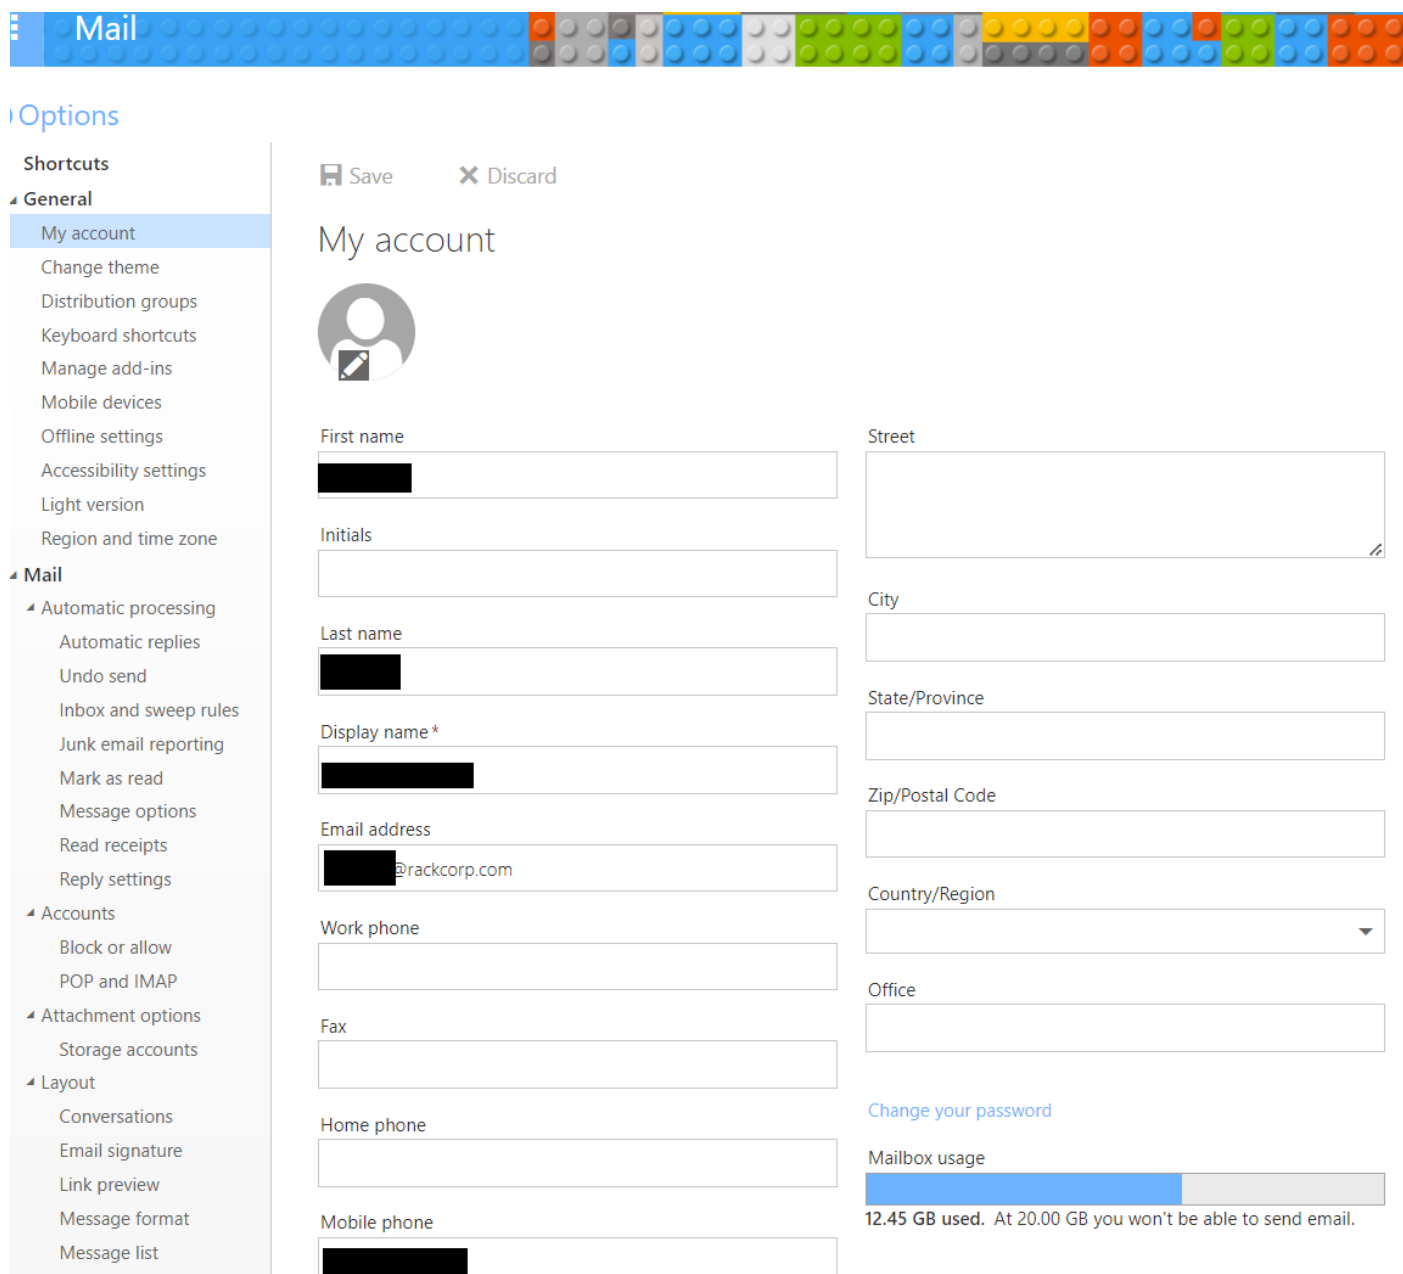 Mail
Options
Shortcuts
General
My account
Change theme
Distribution groups
Keyboard shortcuts
Manage add-ins
Mobile devices
Offline settings
Accessibility settings
Light version
Region and time zone
Mail
Automatic processing
Automatic replies
Undo send
Inbox and sweep rules
Junk email reporting
Mark as read
Message options
Read receipts
Reply settings
Accounts
Block or allow
POP and IMAP
Attachment options
Storage accounts
Layout
Conversations
Email signature
Link preview
Message format
Message list
Save
Discard
My account
First name
Initials
Last name
Display name*
Email address
@rackcorp.com
Work phone
Fax
Home phone
Mobile phone
Street
City
State/Province
Zip/Postal Code
Country/Region
Office
Change your password
Mailbox usage
12.45 GB used. At 20.00 GB you won't be able to send email.